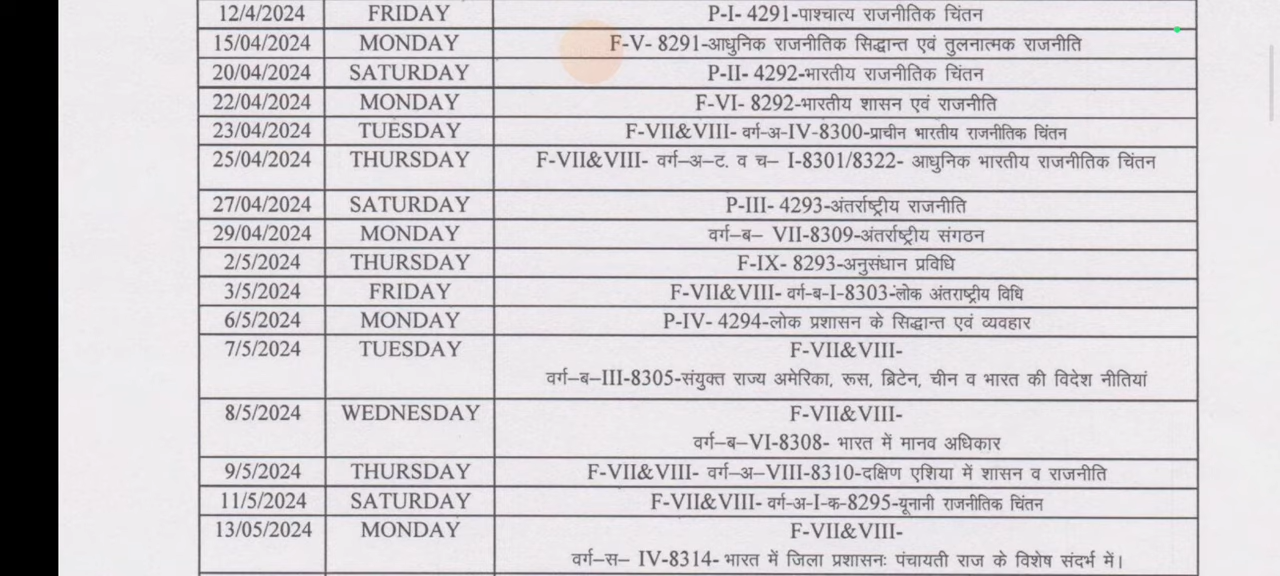 12/4/2024 FRIDAY P-I- 4291-पाश्चात्य राजनीतिक चिंतन
15/04/2024 MONDAY F-V- 8291-आधुनिक राजनीतिक सिद्धान्त एवं तुलनात्मक राजनीति
20/04/2024 SATURDAY P-II- 4292-भारतीय राजनीतिक चिंतन
22/04/2024 MONDAY F-VI- 8292-भारतीय शासन एवं राजनीति
23/04/2024 TUESDAY F-VII&VIII- वर्ग-अ-IV-8300-प्राचीन भारतीय राजनीतिक चिंतन
25/04/2024 THURSDAY F-VII&VIII- वर्ग–अ–ट. व च– I-8301/8322- आधुनिक भारतीय राजनीतिक चिंतन
27/04/2024 SATURDAY P-III- 4293-अंतर्राष्ट्रीय राजनीति
29/04/2024 MONDAY वर्ग–ब– VII-8309-अंतर्राष्ट्रीय संगठन
2/5/2024 THURSDAY F-IX- 8293-अनुसंधान प्रविधि
3/5/2024 FRIDAY F-VII&VIII- वर्ग-ब-I-8303-लोक अंतराष्ट्रीय विधि
6/5/2024 MONDAY P-IV- 4294-लोक प्रशासन के सिद्धान्त एवं व्यवहार
7/5/2024 TUESDAY F-VII&VIII-
वर्ग–ब–III-8305-संयुक्त राज्य अमेरिका, रूस, ब्रिटेन, चीन व भारत की विदेश नीतियां
8/5/2024 WEDNESDAY F-VII&VIII-
वर्ग–ब–VI-8308- भारत में मानव अधिकार
9/5/2024 THURSDAY F-VII&VIII- वर्ग–अ–VIII-8310-दक्षिण एशिया में शासन व राजनीति
11/5/2024 SATURDAY F-VII&VIII- वर्ग-अ-I-क-8295-यूनानी राजनीतिक चिंतन
13/05/2024 MONDAY F-VII&VIII-
वर्ग–स– IV-8314- भारत में जिला प्रशासनः पंचायती राज के विशेष संदर्भ में।